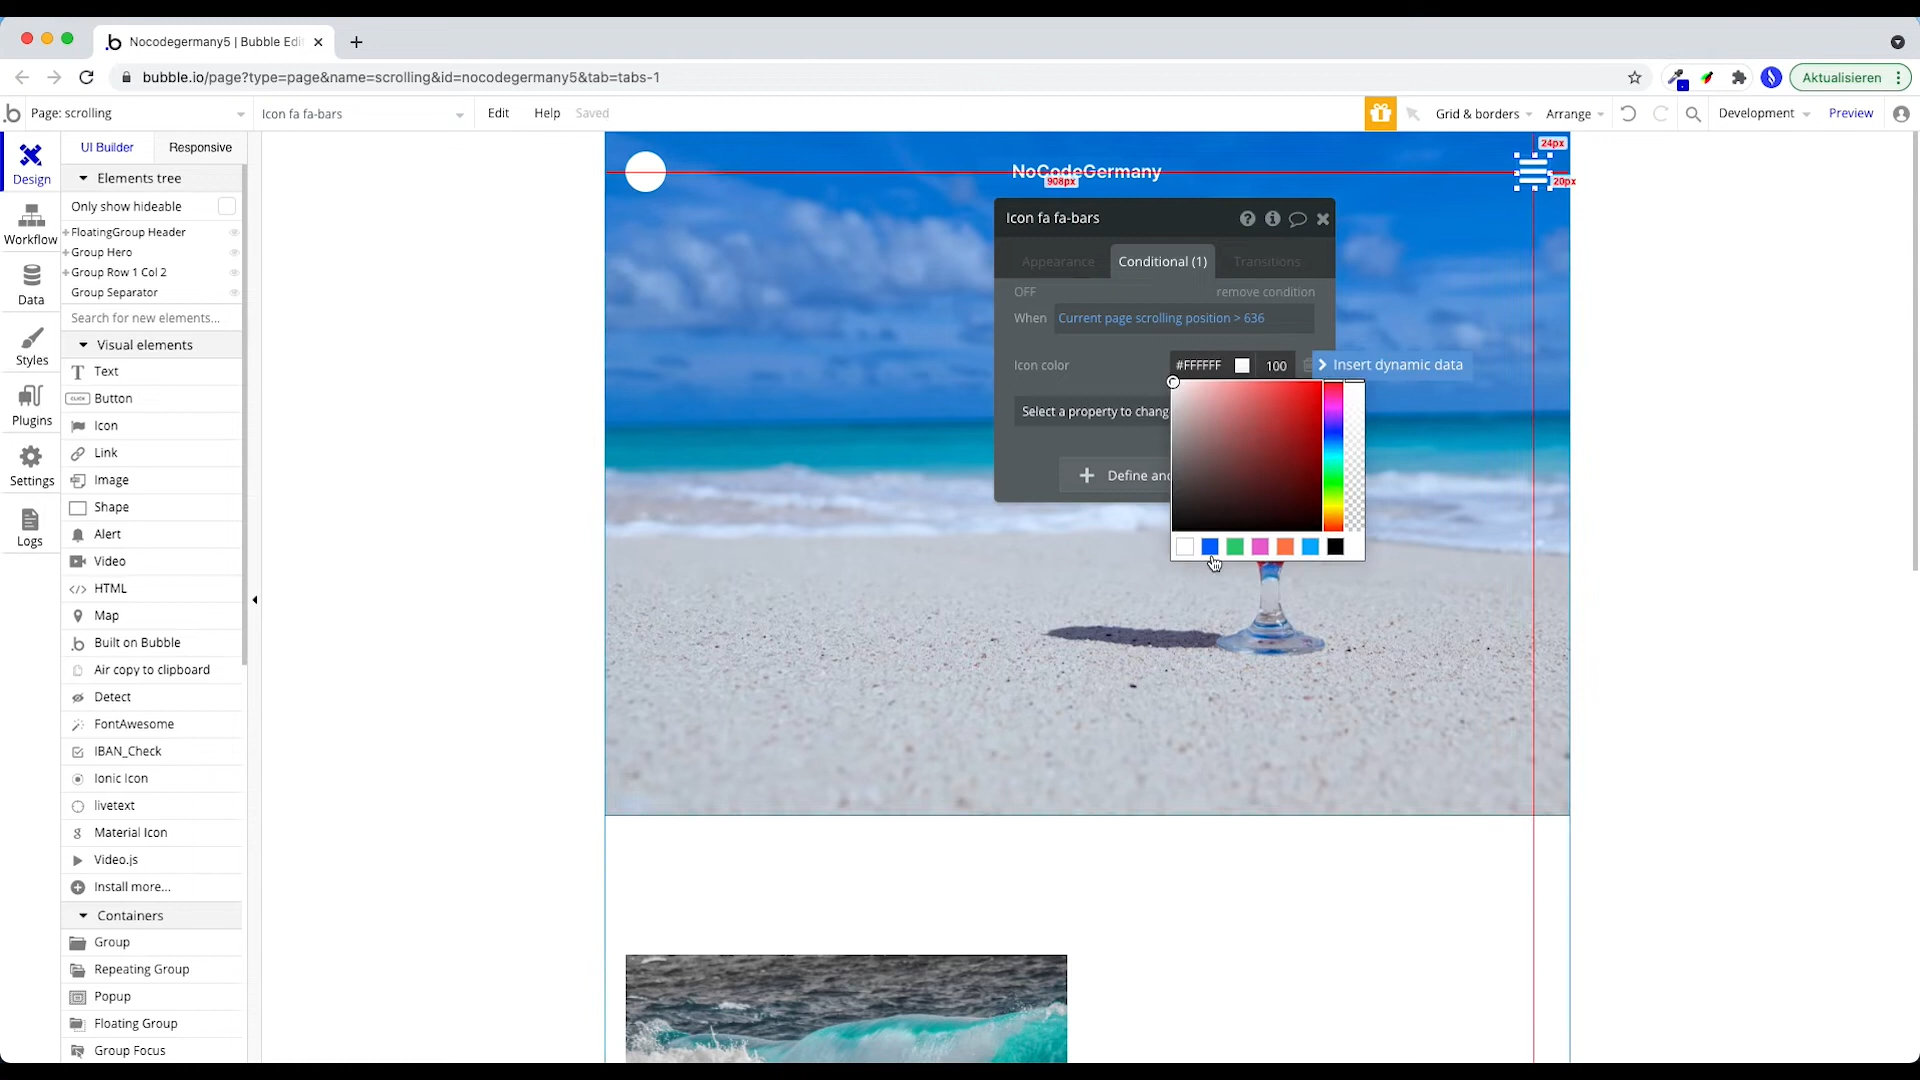 Nocodegermany5 | Bubble Edi
bubble.io/page?type=page&name=scrolling&id=nocodegermany5&tab=tabs-1
Aktualisieren
Page: scrolling
Icon fa fa-bars
Edit
Help
Saved
Grid & borders
Arrange
Development
Preview
Design
Workflow
Data
Styles
Plugins
Settings
Logs
UI Builder
Responsive
Elements tree
Only show hideable
FloatingGroup Header
Group Hero
Group Row 1 Col 2
Group Separator
Search for new elements...
Visual elements
Text
CLICK
Button
Icon
Link
Image
Shape
Alert
Video
</> HTML
Map
Built on Bubble
Air copy to clipboard
Detect
FontAwesome
IBAN_Check
Ionic Icon
livetext
Material Icon
Video.js
Install more...
Containers
Group
Repeating Group
Popup
Floating Group
Group Focus
NoCodeGermany
908px
24px
20px
Icon fa fa-bars
Appearance
Conditional (1)
Transitions
OFF
remove condition
When
Current page scrolling position > 636
Icon color
#FFFFFF
100
Insert dynamic data
Select a property to chang
Define and